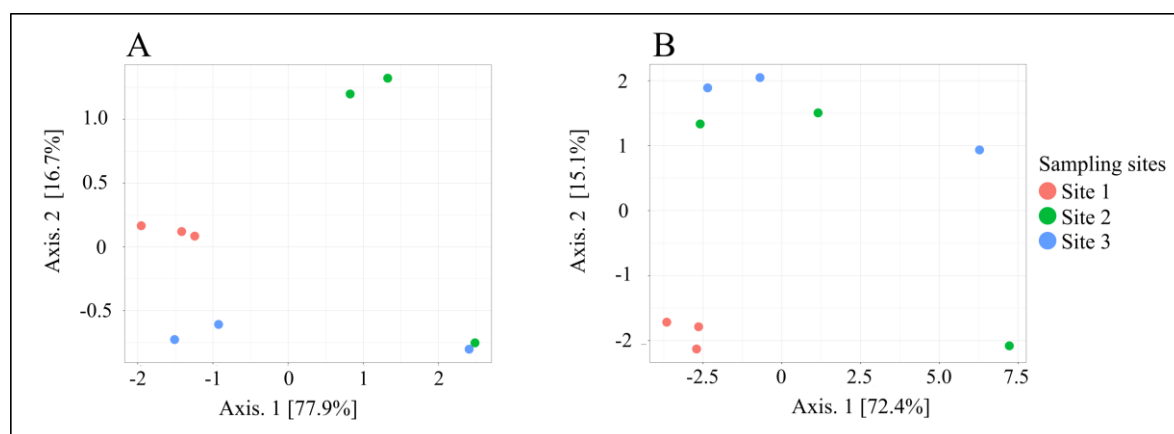 A
B
Axis. 2 [16.7%]
1.0
0.5
0
-0.5
-2
-1
0
1
2
Axis. 1 [77.9%]
Axis. 2 [15.1%]
2
1
0
-1
-2
-2.5
0
2.5
5.0
7.5
Axis. 1 [72.4%]
Sampling sites
Site 1
Site 2
Site 3